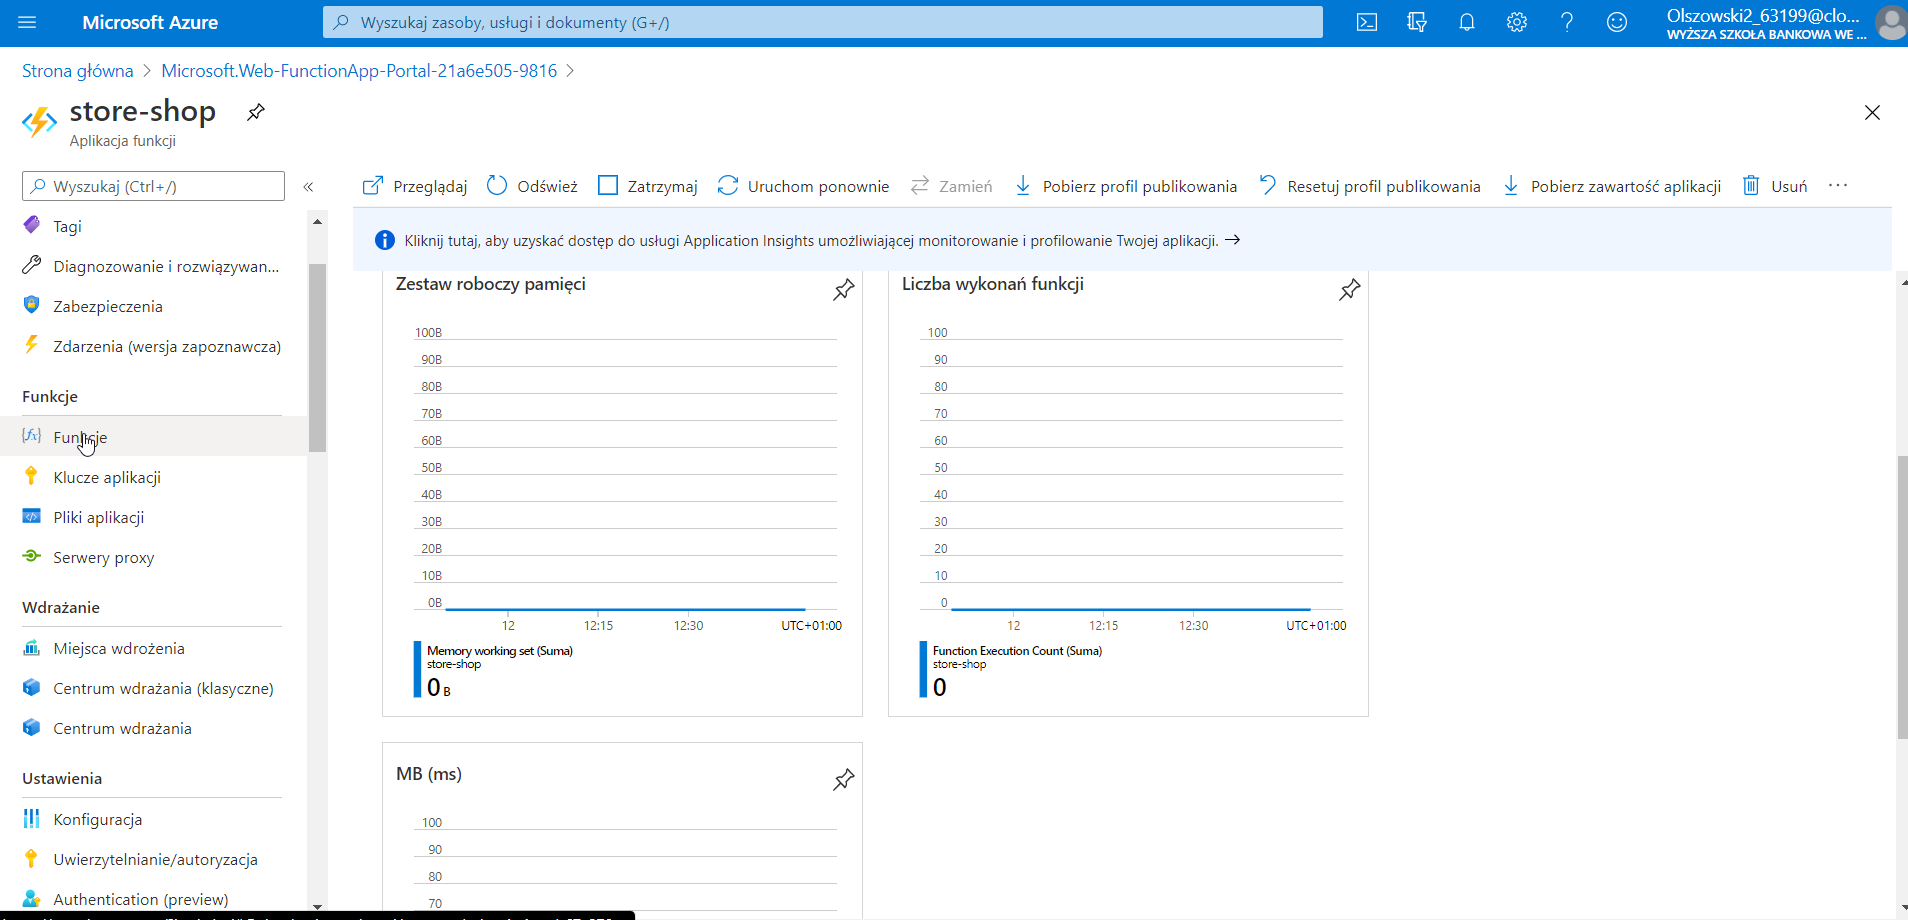 Microsoft Azure
Wyszukaj zasoby, usługi i dokumenty (G+/)
Olszowski2_63199@clo...
WYŻSZA SZKOŁA BANKOWA WE ...
Strona główna > Microsoft.Web-FunctionApp-Portal-21a6e505-9816 >
store-shop
Aplikacja funkcji
Wyszukaj (Ctrl+/)
«
Przeglądaj
Odśwież
Zatrzymaj
Uruchom ponownie
Zamień
Pobierz profil publikowania
Resetuj profil publikowania
Pobierz zawartość aplikacji
Usuń
...
Kliknij tutaj, aby uzyskać dostęp do usługi Application Insights umożliwiającej monitorowanie i profilowanie Twojej aplikacji. →
Tagi
Diagnozowanie i rozwiązywan...
Zabezpieczenia
Zdarzenia (wersja zapoznawcza)
Funkcje
Funkcje
Klucze aplikacji
Pliki aplikacji
Serwery proxy
Wdrażanie
Miejsca wdrożenia
Centrum wdrażania (klasyczne)
Centrum wdrażania
Ustawienia
Konfiguracja
Uwierzytelnianie/autoryzacja
Authentication (preview)
Zestaw roboczy pamięci
100B
90B
80B
70B
60B
50B
40B
30B
20B
10B
0B
12 12:15 12:30 UTC+01:00
Memory working set (Suma)
store-shop
0 B
Liczba wykonań funkcji
100
90
80
70
60
50
40
30
20
10
0
12 12:15 12:30 UTC+01:00
Function Execution Count (Suma)
store-shop
0
MB (ms)
100
90
80
70